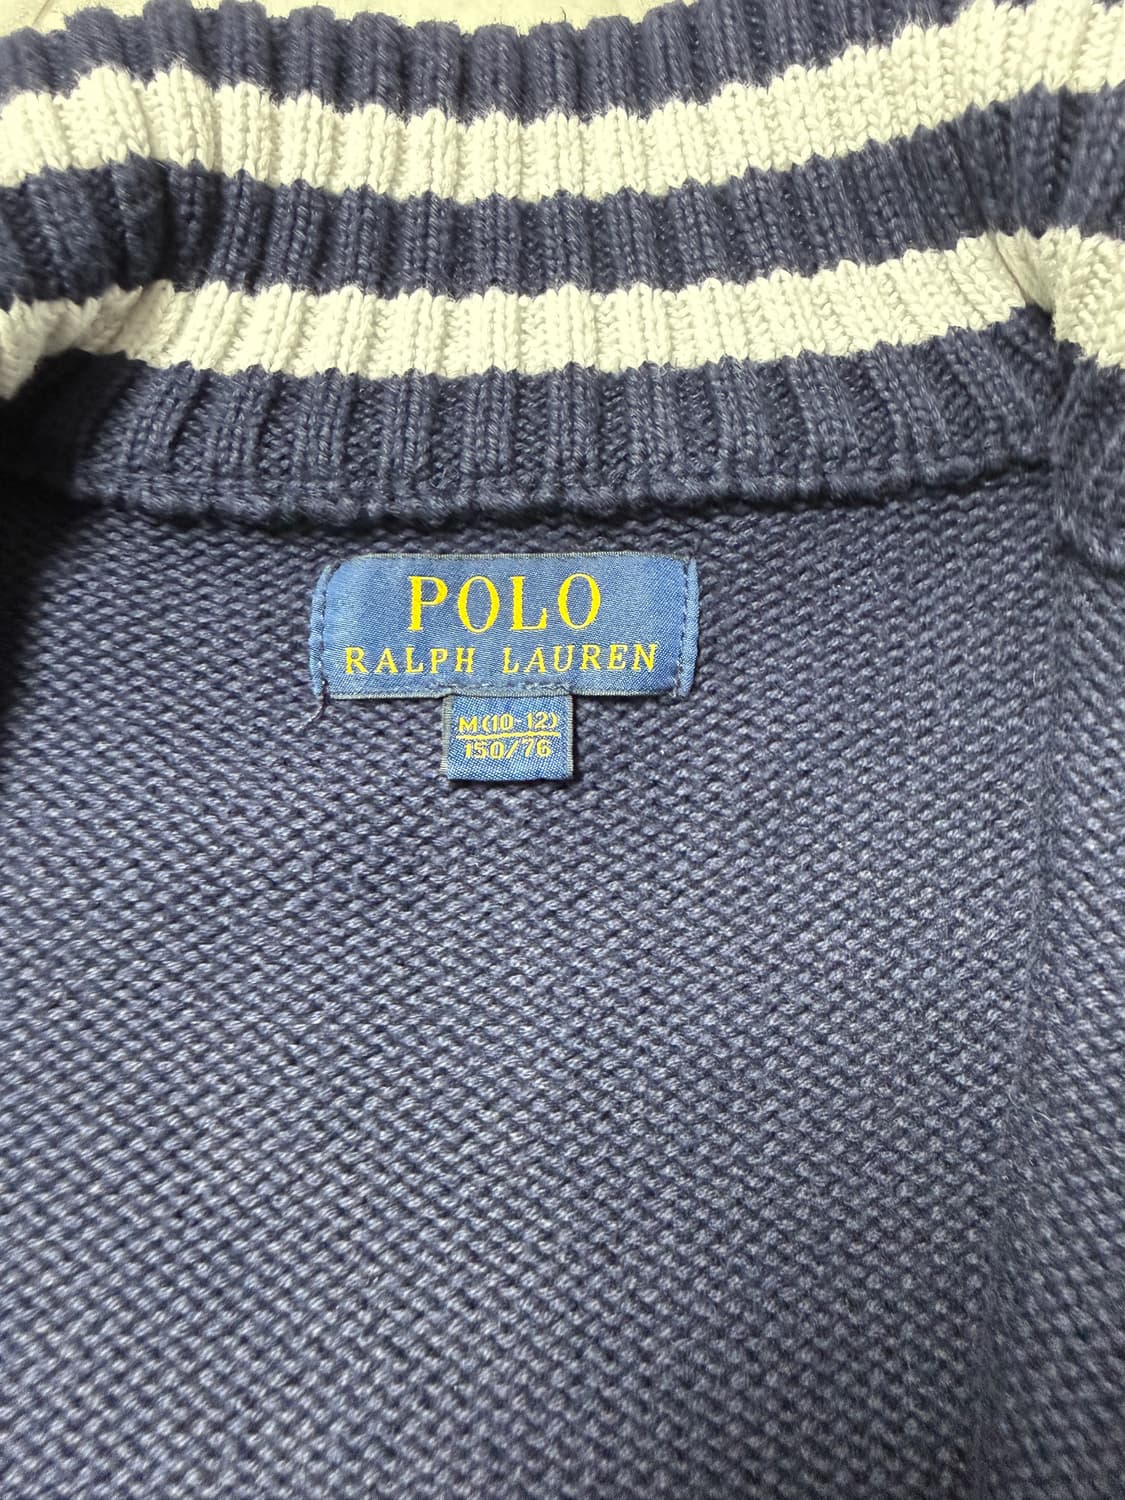 POLO
RALPH LAUREN
M(10-12)
150/76